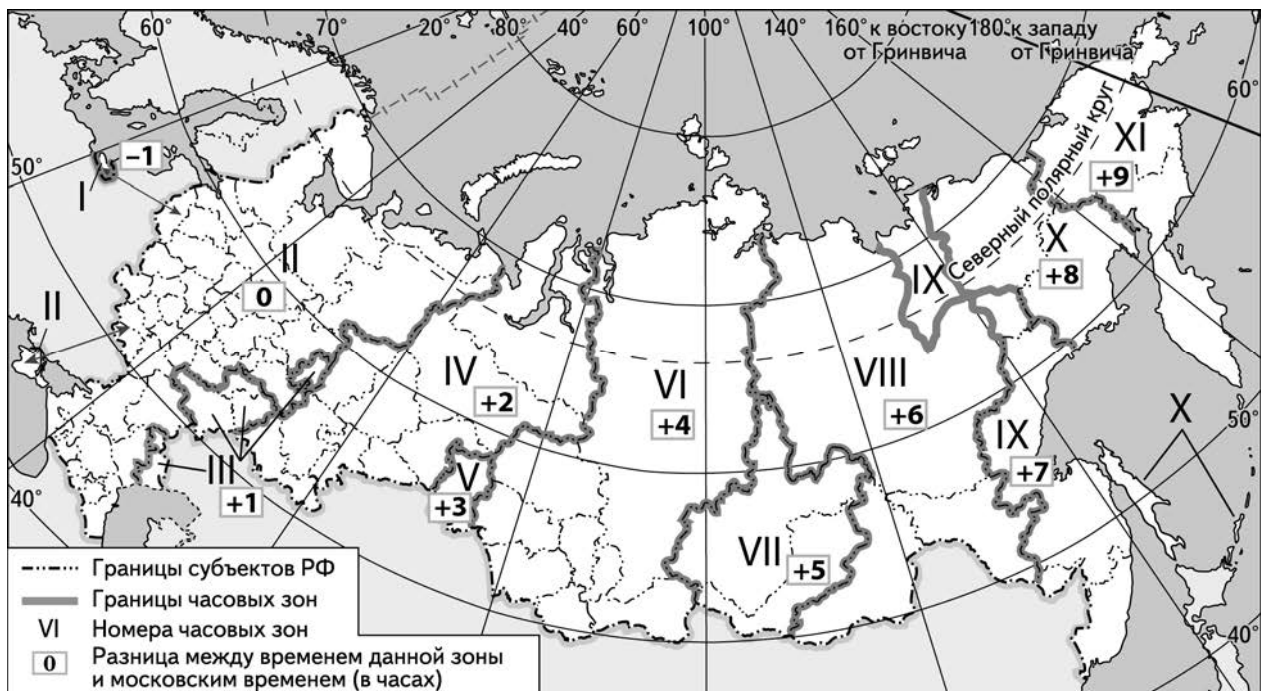 60°
70°
20°
40°
60°
80°
100°
140°
160°
к востоку
от Гринвича
180°
к западу
от Гринвича
60°
50°
–1
I
Северный полярный круг
XI
+9
II
0
X
+8
IX
II
IV
+2
VI
+4
VIII
+6
X
50°
IX
+7
V
+3
III
+1
40°
VII
+5
40°
Границы субъектов РФ
Границы часовых зон
VI Номера часовых зон
0 Разница между временем данной зоны
и московским временем (в часах)